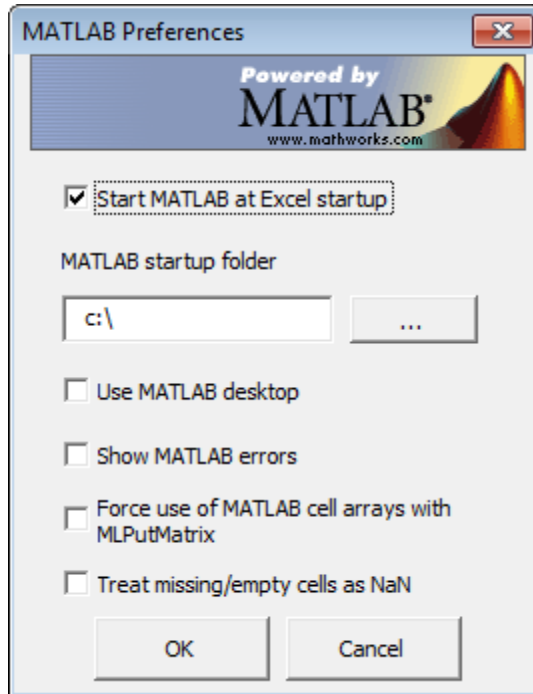 MATLAB Preferences
Powered by
MATLAB®
www.mathworks.com
Start MATLAB at Excel startup
MATLAB startup folder
c:\
...
Use MATLAB desktop
Show MATLAB errors
Force use of MATLAB cell arrays with
MLPutMatrix
Treat missing/empty cells as NaN
OK
Cancel